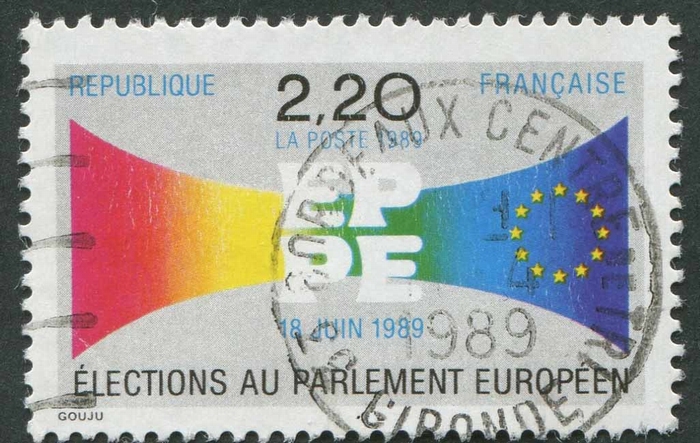 REPUBLIQUE FRANÇAISE
2,20
LA POSTE 1989
EP
PE
18 JUIN 1989
ÉLECTIONS AU PARLEMENT EUROPÉEN
GOUJU
BORDEAUX CENTRE
4
1989
GIRONDE